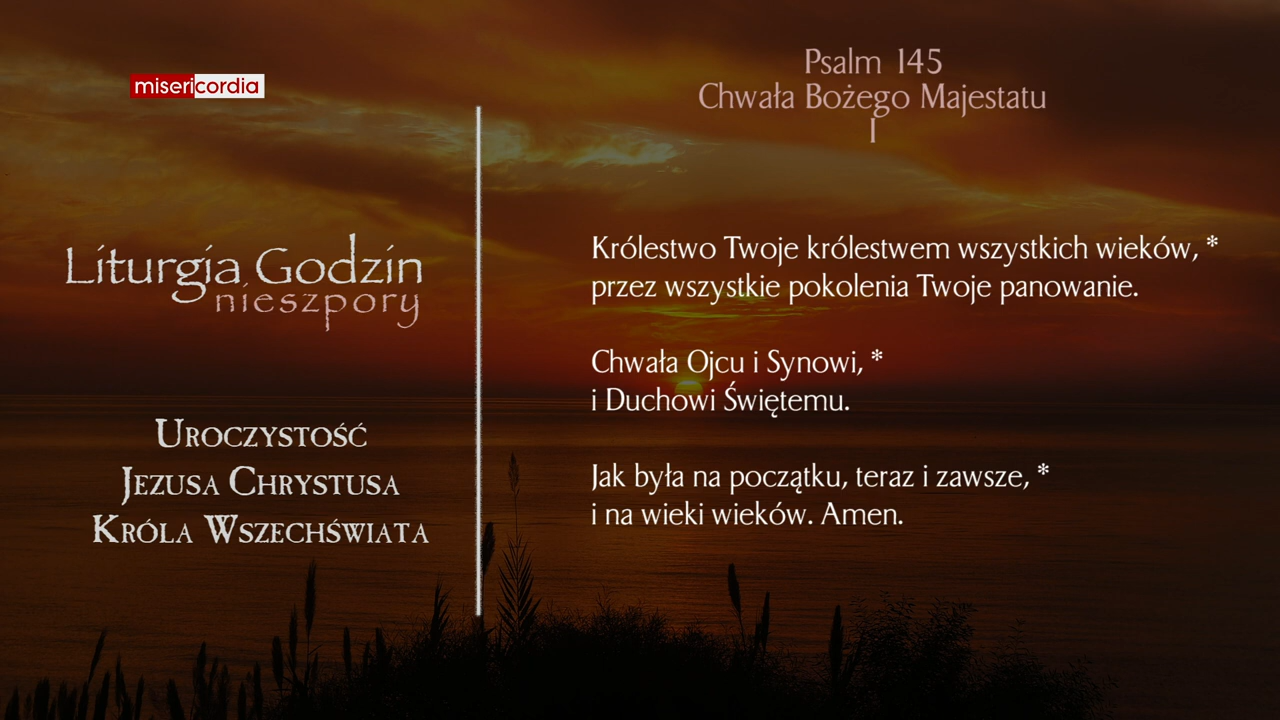 misericordia
Liturgia Godzin
nieszpory
Uroczystość
Jezusa Chrystusa
Króla Wszechświata
Psalm 145
Chwała Bożego Majestatu
I
Królestwo Twoje królestwem wszystkich wieków, *
przez wszystkie pokolenia Twoje panowanie.
Chwała Ojcu i Synowi, *
i Duchowi Świętemu.
Jak była na początku, teraz i zawsze, *
i na wieki wieków. Amen.